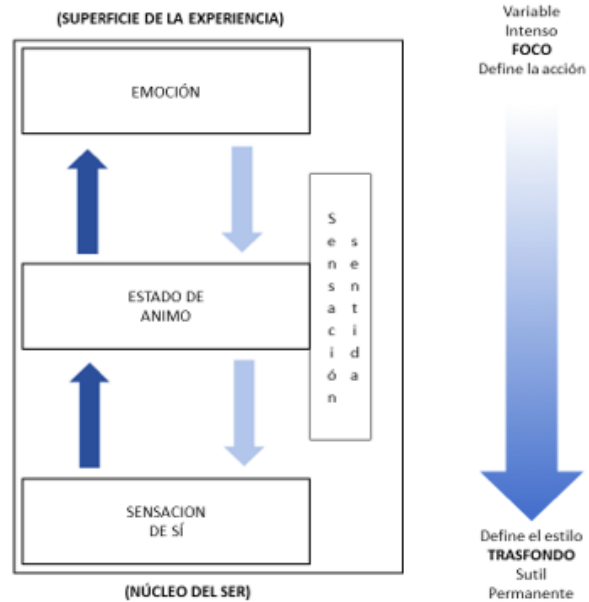 (SUPERFICIE DE LA EXPERIENCIA)
EMOCIÓN
ESTADO DE
ANIMO
Sensación
sentida
SENSACION
DE SÍ
(NÚCLEO DEL SER)
Variable
Intenso
FOCO
Define la acción
Define el estilo
TRASFONDO
Sutil
Permanente